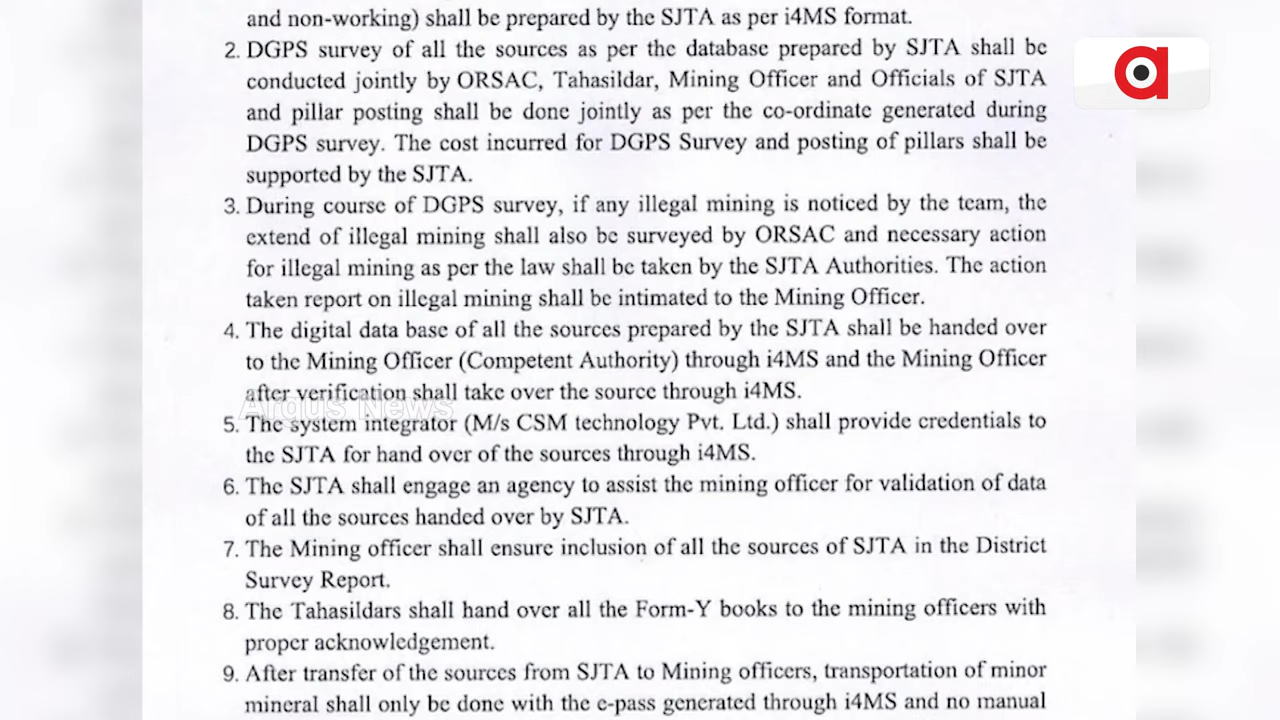 and non-working) shall be prepared by the SJTA as per i4MS format.
2. DGPS survey of all the sources as per the database prepared by SJTA shall be
conducted jointly by ORSAC, Tahasildar, Mining Officer and Officials of SJTA
and pillar posting shall be done jointly as per the co-ordinate generated during
DGPS survey. The cost incurred for DGPS Survey and posting of pillars shall be
supported by the SJTA.
3. During course of DGPS survey, if any illegal mining is noticed by the team, the
extend of illegal mining shall also be surveyed by ORSAC and necessary action
for illegal mining as per the law shall be taken by the SJTA Authorities. The action
taken report on illegal mining shall be intimated to the Mining Officer.
4. The digital data base of all the sources prepared by the SJTA shall be handed over
to the Mining Officer (Competent Authority) through i4MS and the Mining Officer
after verification shall take over the source through i4MS.
Argus News
5. The system integrator (M/s CSM technology Pvt. Ltd.) shall provide credentials to
the SJTA for hand over of the sources through i4MS.
6. The SJTA shall engage an agency to assist the mining officer for validation of data
of all the sources handed over by SJTA.
7. The Mining officer shall ensure inclusion of all the sources of SJTA in the District
Survey Report.
8. The Tahasildars shall hand over all the Form-Y books to the mining officers with
proper acknowledgement.
9. After transfer of the sources from SJTA to Mining officers, transportation of minor
mineral shall only be done with the e-pass generated through i4MS and no manual
a